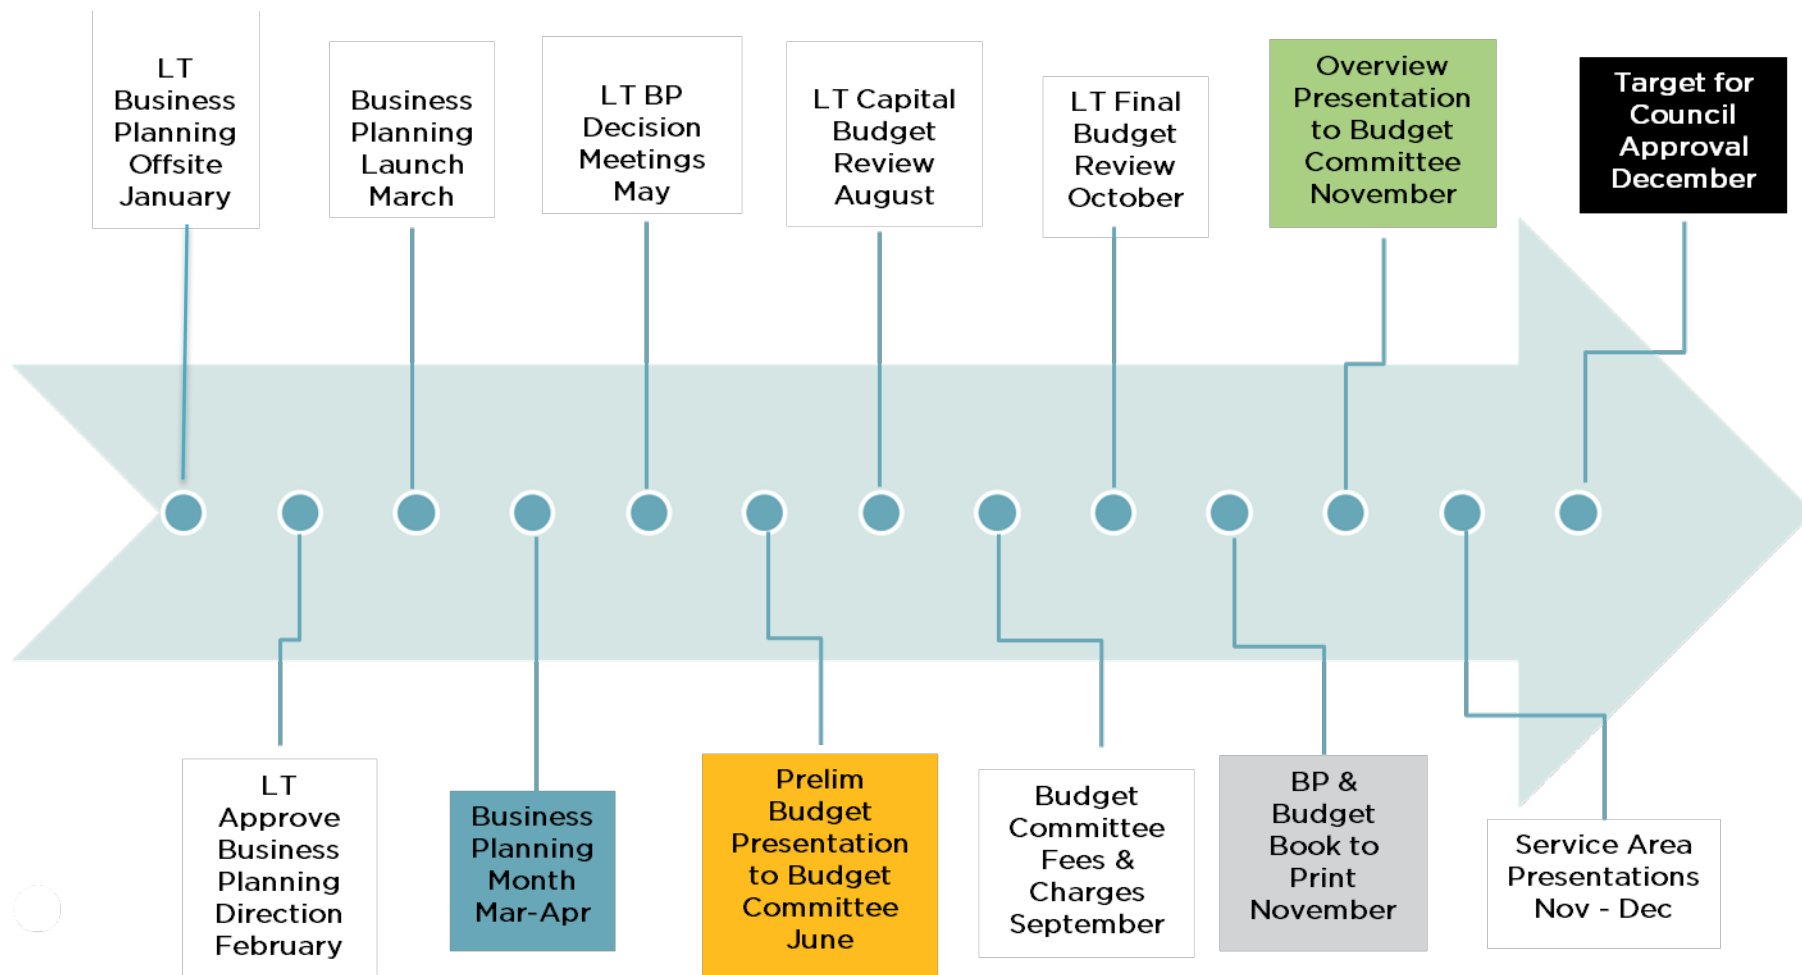 LT
Business
Planning
Offsite
January
Business
Planning
Launch
March
LT BP
Decision
Meetings
May
LT Capital
Budget
Review
August
LT Final
Budget
Review
October
Overview
Presentation
to Budget
Committee
November
Target for
Council
Approval
December
LT
Approve
Business
Planning
Direction
February
Business
Planning
Month
Mar-Apr
Prelim
Budget
Presentation
to Budget
Committee
June
Budget
Committee
Fees &
Charges
September
BP &
Budget
Book to
Print
November
Service Area
Presentations
Nov - Dec